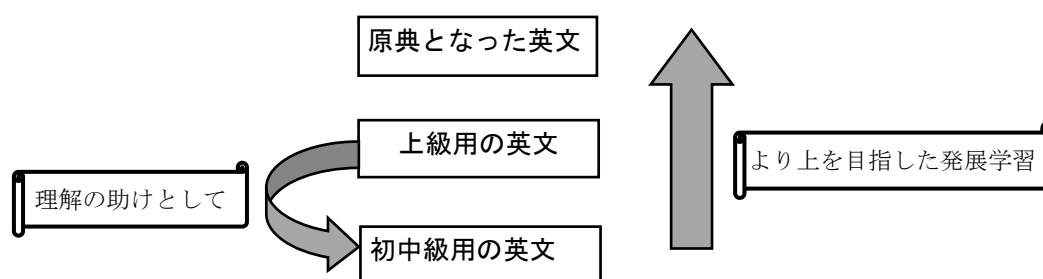 原典となった英文
上級用の英文
より上を目指した発展学習
理解の助けとして
初中級用の英文